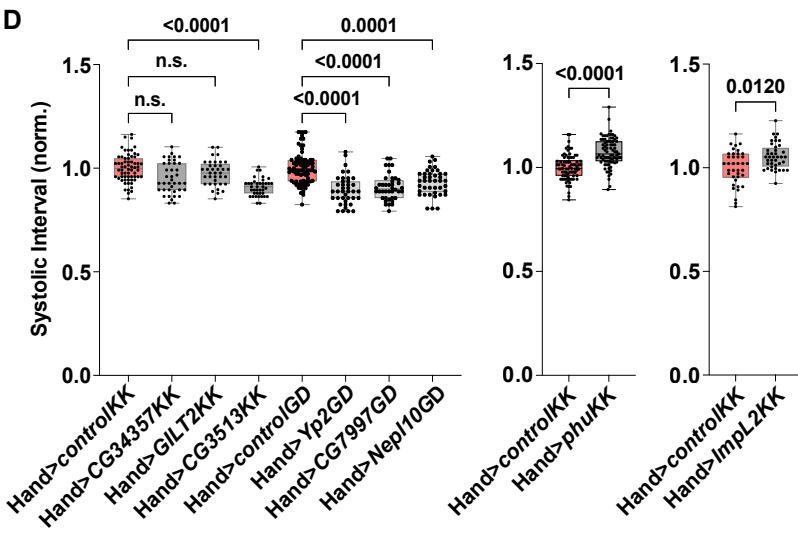 D
<0.0001
0.0001
n.s.
<0.0001
n.s.
<0.0001
<0.0001
0.0120
Systolic Interval (norm.)
1.5
1.0
0.5
0.0
1.5
1.0
0.5
0.0
1.5
1.0
0.5
0.0
Hand>controlKK
Hand>CG34357KK
Hand>GILT2KK
Hand>CG3513KK
Hand>controlGD
Hand>Yp2GD
Hand>CG7997GD
Hand>Nepl10GD
Hand>controlKK
Hand>phuKK
Hand>controlKK
Hand>ImpL2KK